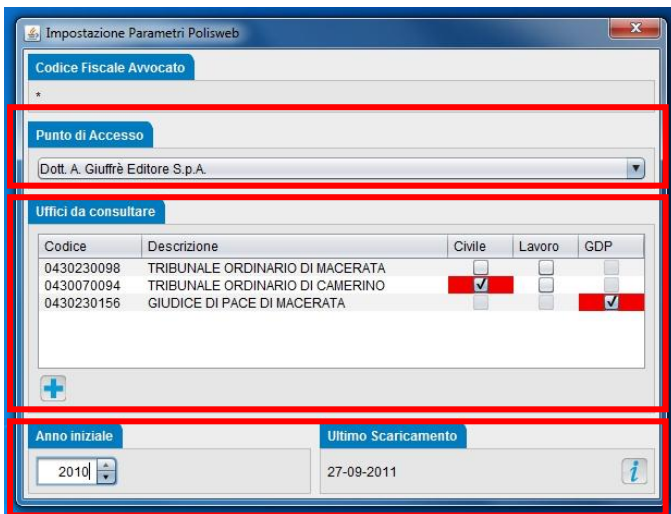 Impostazione Parametri Polisweb
Codice Fiscale Avvocato
*
Punto di Accesso
Dott. A. Giuffrè Editore S.p.A.
Uffici da consultare
Codice Descrizione Civile Lavoro GDP
0430230098 TRIBUNALE ORDINARIO DI MACERATA
0430070094 TRIBUNALE ORDINARIO DI CAMERINO
0430230156 GIUDICE DI PACE DI MACERATA
Anno iniziale Ultimo Scaricamento
2010 27-09-2011